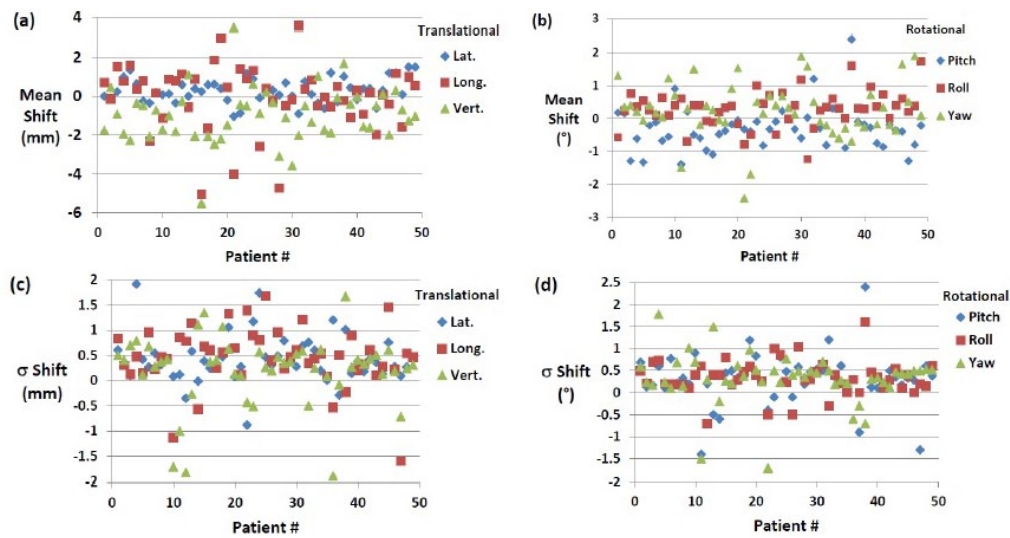 (a)
Translational
Lat.
Long.
Vert.
Mean
Shift
(mm)
4
2
0
-2
-4
-6
0 10 20 30 40 50
Patient #
(b)
Rotational
Pitch
Roll
Yaw
Mean
Shift
(°)
3
2
1
0
-1
-2
-3
0 10 20 30 40 50
Patient #
(c)
Translational
Lat.
Long.
Vert.
σ Shift
(mm)
2
1.5
1
0.5
0
-0.5
-1
-1.5
-2
0 10 20 30 40 50
Patient #
(d)
Rotational
Pitch
Roll
Yaw
σ Shift
(°)
2.5
2
1.5
1
0.5
0
-0.5
-1
-1.5
-2
0 10 20 30 40 50
Patient #